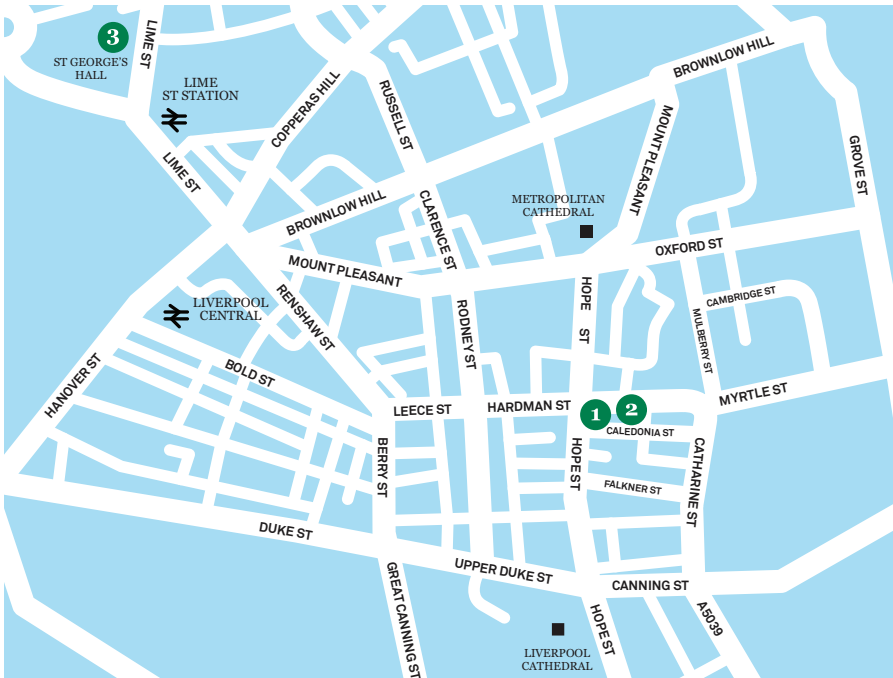 3
ST GEORGE'S
HALL
LIME ST
LIME
ST STATION
LIME ST
COPPERAS HILL
RUSSELL ST
BROWNLOW HILL
MOUNT PLEASANT
GROVE ST
BROWNLOW HILL
CLARENCE ST
METROPOLITAN
CATHEDRAL
OXFORD ST
MOUNT PLEASANT
LIVERPOOL
CENTRAL
RENSHAW ST
RODNEY ST
HOPE ST
CAMBRIDGE ST
MULBERRY ST
HANOVER ST
BOLD ST
LEECE ST
HARDMAN ST
1
2
MYRTLE ST
CALEDONIA ST
BERRY ST
HOPE ST
CATHARINE ST
FALKNER ST
DUKE ST
UPPER DUKE ST
CANNING ST
GREAT CANNING ST
HOPE ST
A5039
LIVERPOOL
CATHEDRAL